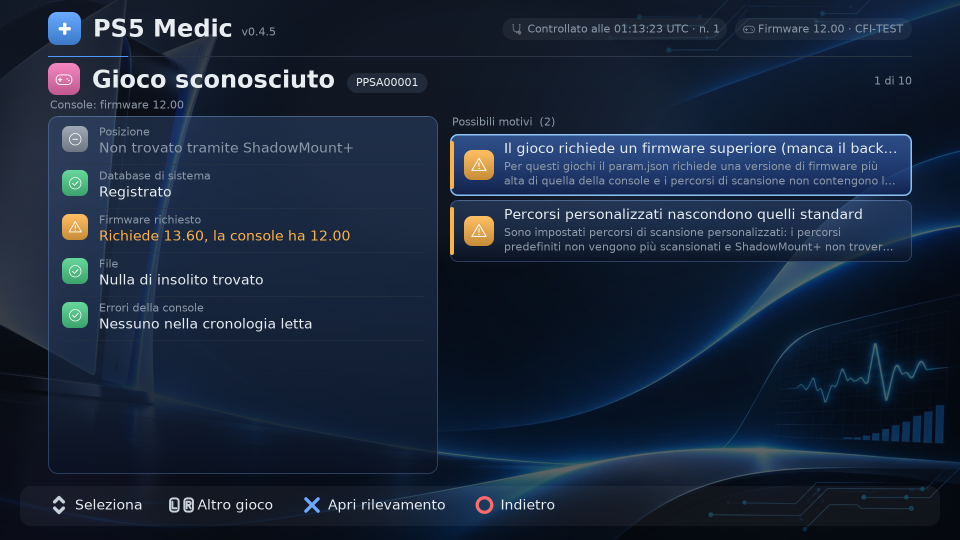 PS5 Medic v0.4.5
Controllato alle 01:13:23 UTC · n. 1
Firmware 12.00 · CFI-TEST
Gioco sconosciuto PPSA00001
1 di 10
Console: firmware 12.00
Posizione
Non trovato tramite ShadowMount+
Database di sistema
Registrato
Firmware richiesto
Richiede 13.60, la console ha 12.00
File
Nulla di insolito trovato
Errori della console
Nessuno nella cronologia letta
Possibili motivi (2)
Il gioco richiede un firmware superiore (manca il back...
Per questi giochi il param.json richiede una versione di firmware più
alta di quella della console e i percorsi di scansione non contengono l...
Percorsi personalizzati nascondono quelli standard
Sono impostati percorsi di scansione personalizzati: i percorsi
predefiniti non vengono più scansionati e ShadowMount+ non trover...
Seleziona
L R Altro gioco
Apri rilevamento
Indietro